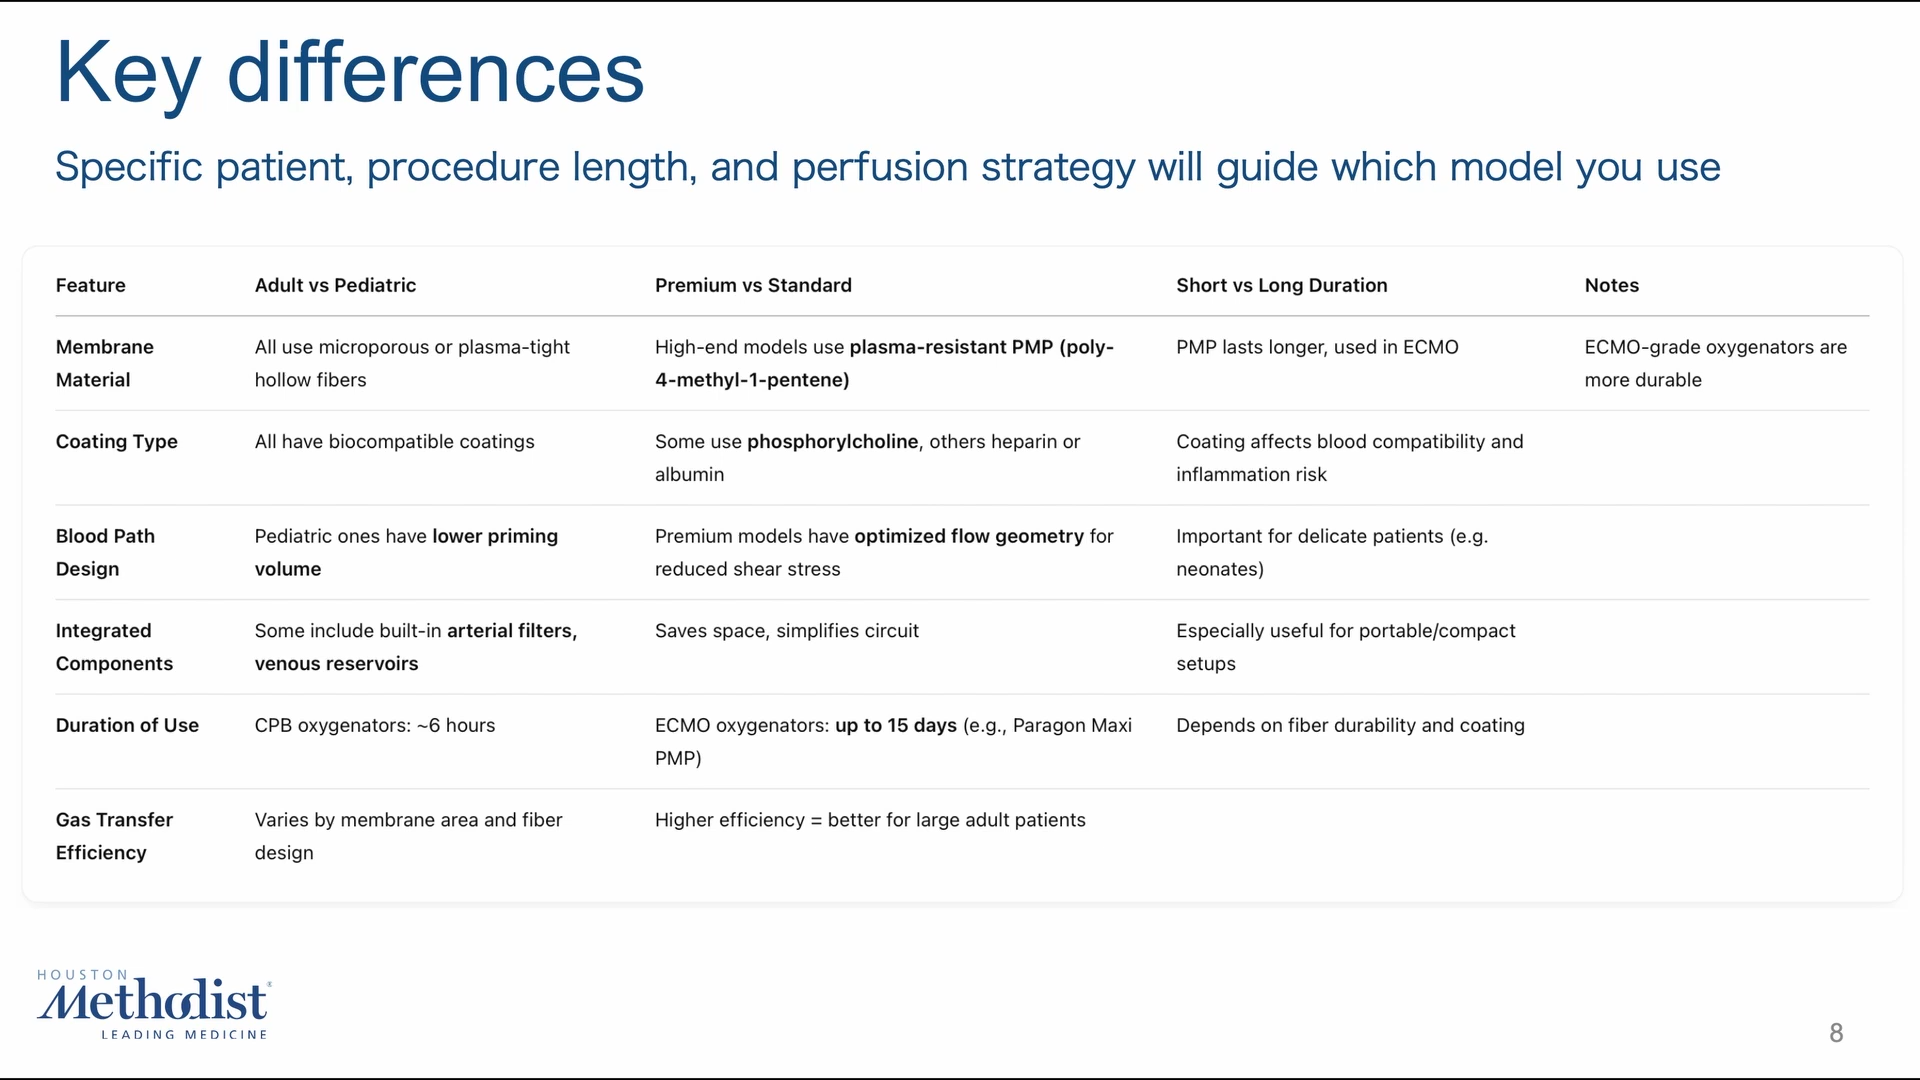 Key differences
Specific patient, procedure length, and perfusion strategy will guide which model you use
Feature
Adult vs Pediatric
Premium vs Standard
Short vs Long Duration
Notes
Membrane
Material
All use microporous or plasma-tight
hollow fibers
High-end models use plasma-resistant PMP (poly-
4-methyl-1-pentene)
PMP lasts longer, used in ECMO
ECMO-grade oxygenators are
more durable
Coating Type
All have biocompatible coatings
Some use phosphorylcholine, others heparin or
albumin
Coating affects blood compatibility and
inflammation risk
Blood Path
Design
Pediatric ones have lower priming
volume
Premium models have optimized flow geometry for
reduced shear stress
Important for delicate patients (e.g.
neonates)
Integrated
Components
Some include built-in arterial filters,
venous reservoirs
Saves space, simplifies circuit
Especially useful for portable/compact
setups
Duration of Use
CPB oxygenators: ~6 hours
ECMO oxygenators: up to 15 days (e.g., Paragon Maxi
PMP)
Depends on fiber durability and coating
Gas Transfer
Efficiency
Varies by membrane area and fiber
design
Higher efficiency = better for large adult patients
HOUSTON
Methodist®
LEADING MEDICINE
8